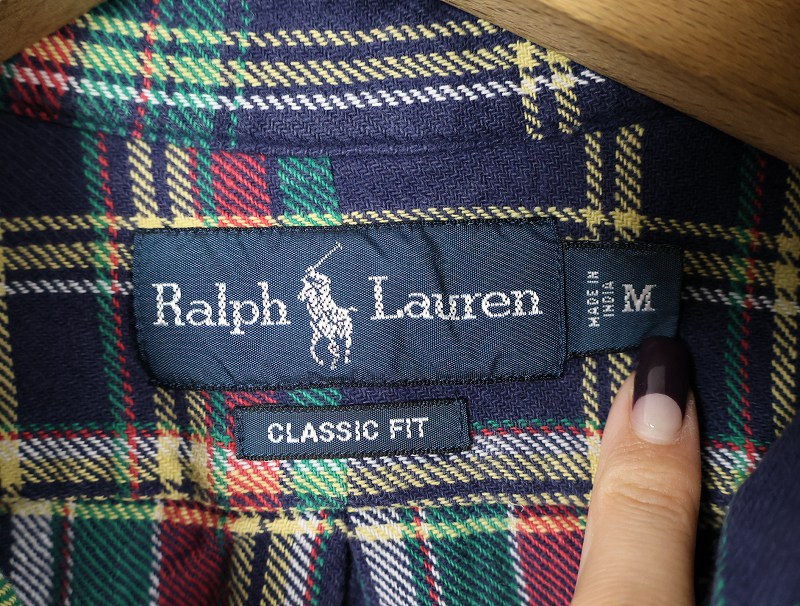 Ralph Lauren
MADE IN
INDIA
M
CLASSIC FIT